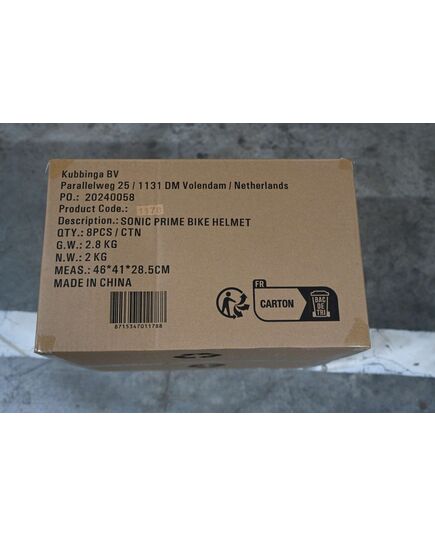 Kubbinga BV
Parallelweg 25 / 1131 DM Volendam / Netherlands
PO.: 20240058
Product Code.:
Description.: SONIC PRIME BIKE HELMET
QTY.: 8PCS / CTN
G.W.: 2.8 KG
N.W.: 2 KG
MEAS.: 46*41*28.5CM
MADE IN CHINA
8715347011788
FR
CARTON
BAC
DE
TRI